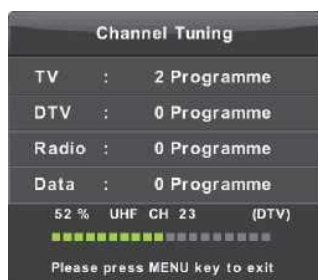 Channel Tuning
TV : 2 Programme
DTV : 0 Programme
Radio : 0 Programme
Data : 0 Programme
52 % UHF CH 23 (DTV)
Please press MENU key to exit